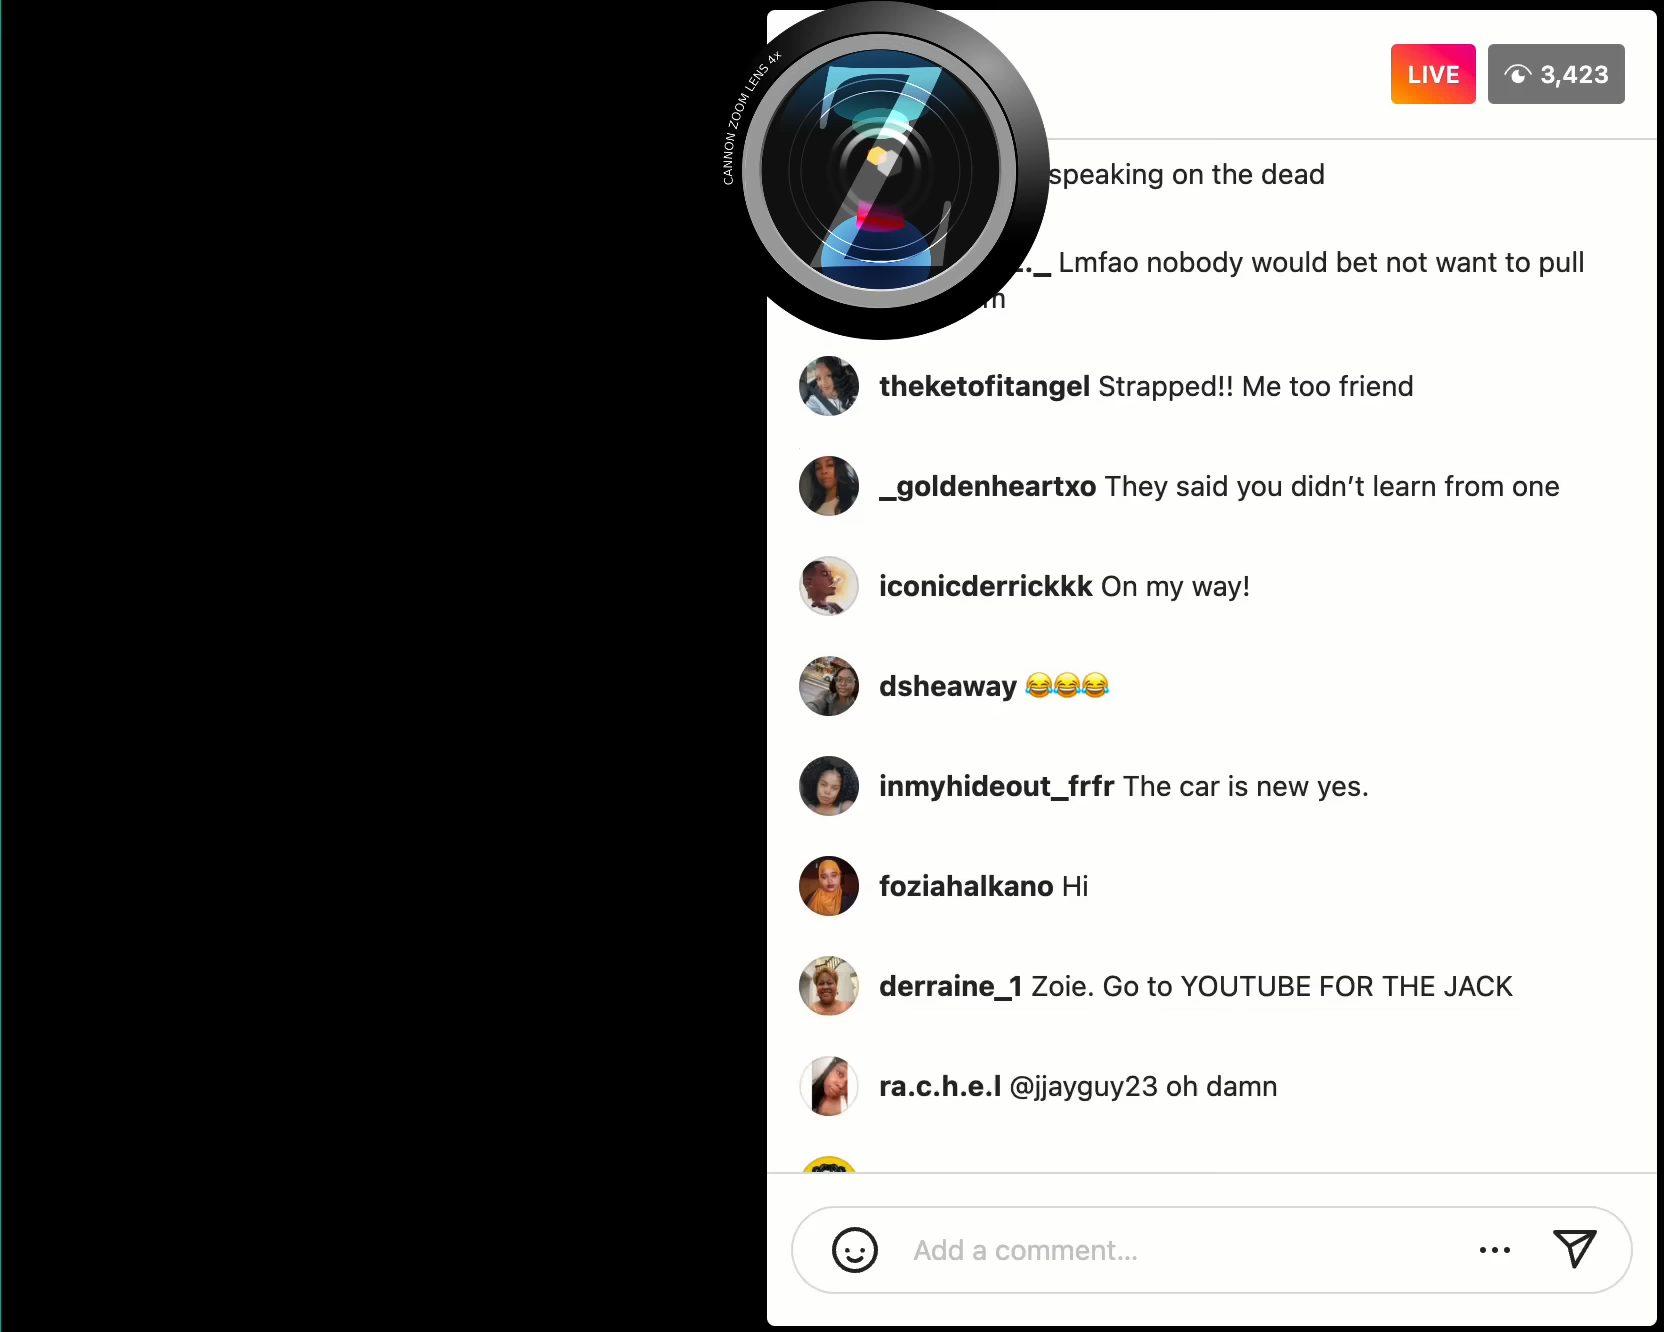 CANNON ZOOM LENS 4x
Z
LIVE
3,423
speaking on the dead
._ Lmfao nobody would bet not want to pull
theketofitangel Strapped!! Me too friend
_goldenheartxo They said you didn’t learn from one
iconicderrickkk On my way!
dsheaway 😂😂😂
inmyhideout_frfr The car is new yes.
foziahalkano Hi
derraine_1 Zoie. Go to YOUTUBE FOR THE JACK
ra.c.h.e.l @jjayguy23 oh damn
Add a comment...